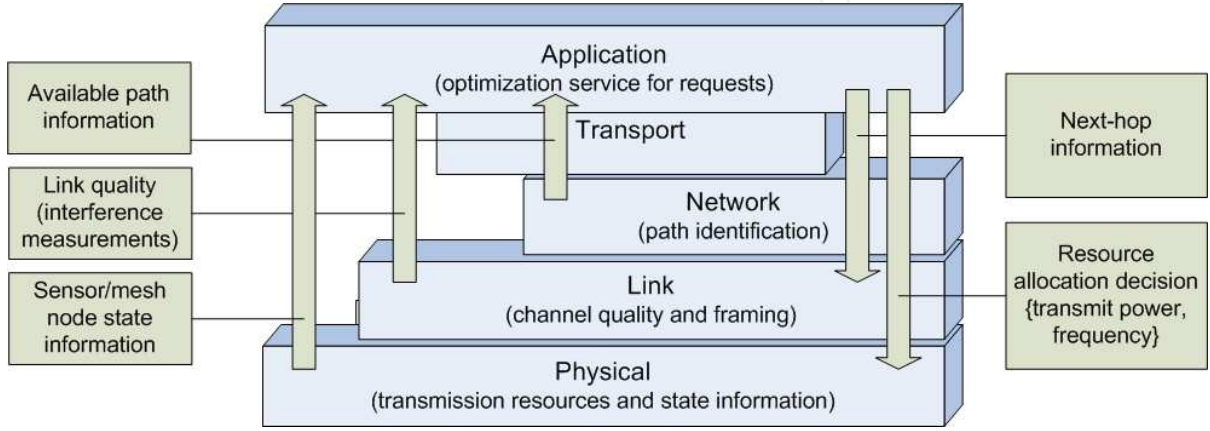 Application
(optimization service for requests)
Transport
Network
(path identification)
Link
(channel quality and framing)
Physical
(transmission resources and state information)
Available path
information
Link quality
(interference
measurements)
Sensor/mesh
node state
information
Next-hop
information
Resource
allocation decision
{transmit power,
frequency}